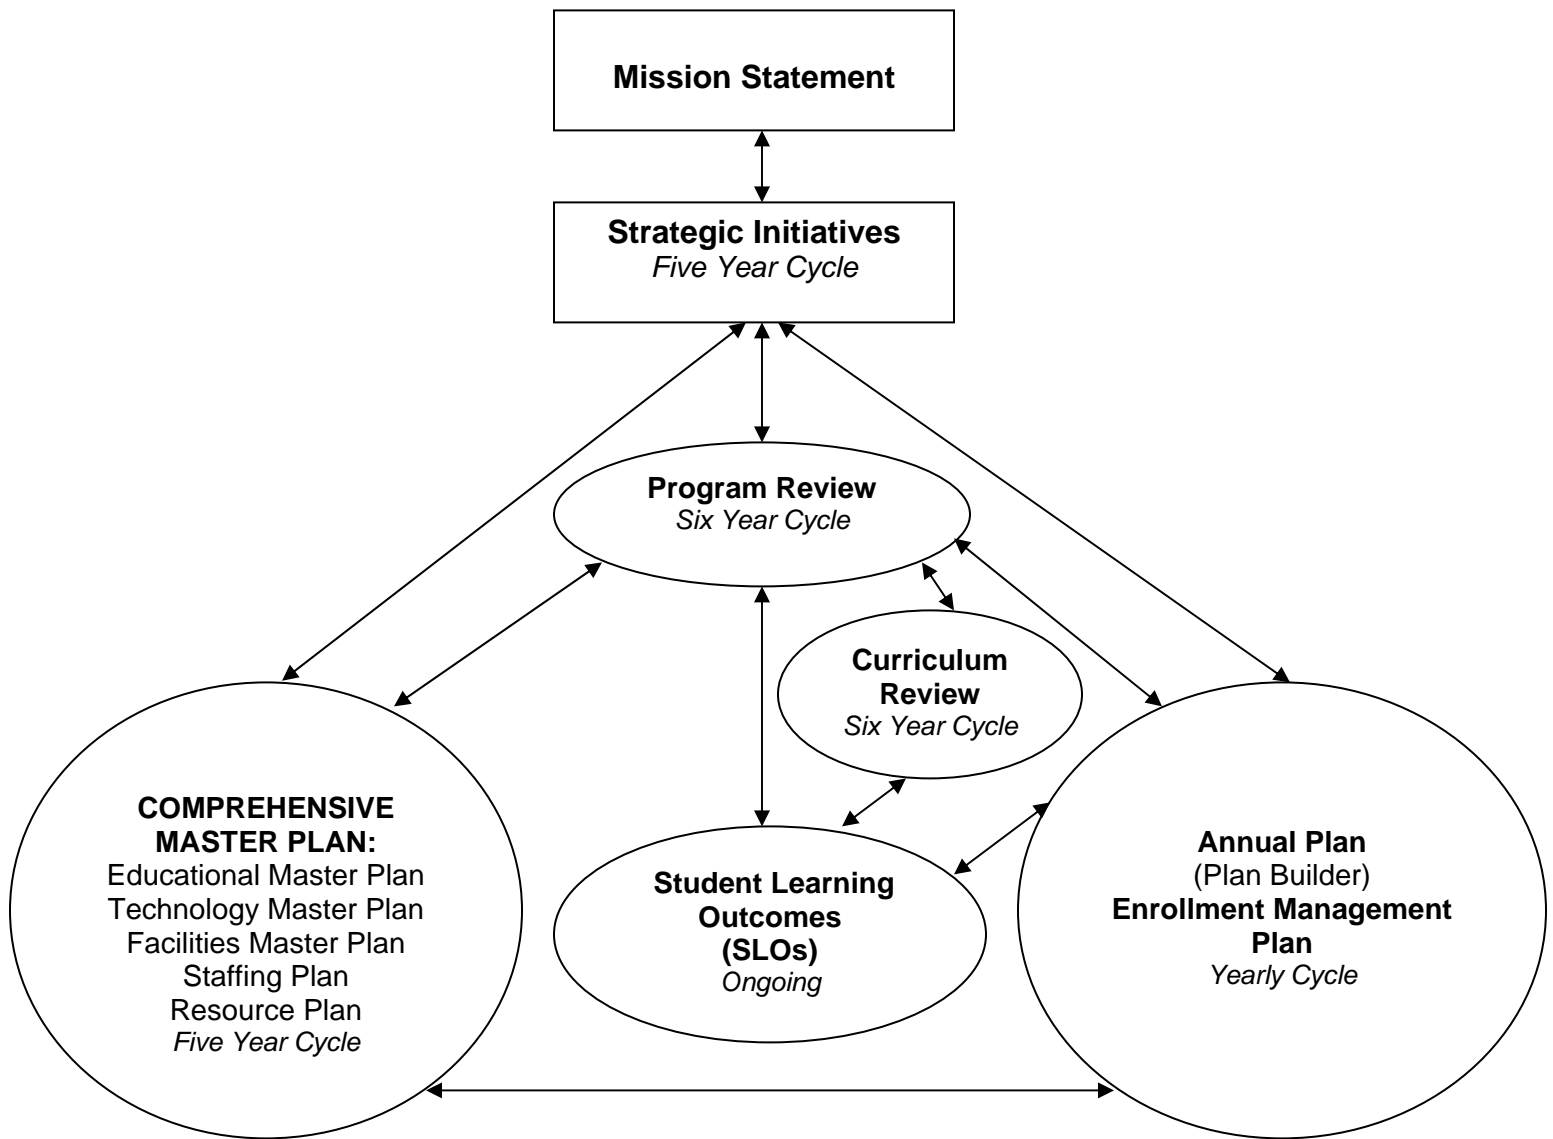 Mission Statement
Strategic Initiatives
Five Year Cycle
Program Review
Six Year Cycle
Curriculum
Review
Six Year Cycle
COMPREHENSIVE
MASTER PLAN:
Educational Master Plan
Technology Master Plan
Facilities Master Plan
Staffing Plan
Resource Plan
Five Year Cycle
Student Learning
Outcomes
(SLOs)
Ongoing
Annual Plan
(Plan Builder)
Enrollment Management
Plan
Yearly Cycle